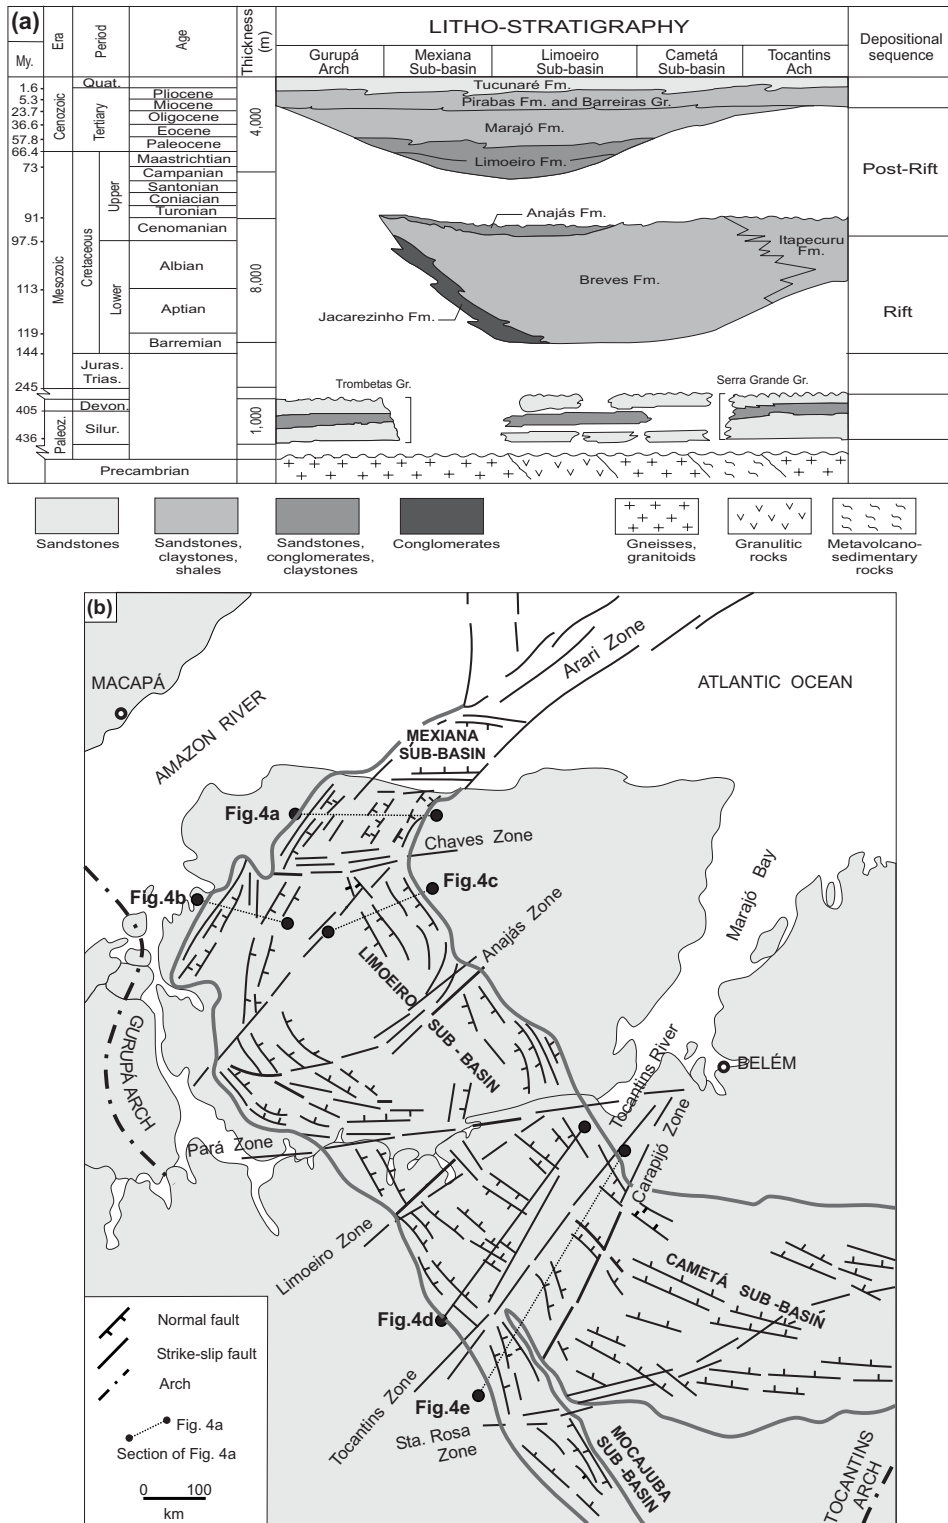 (a)
My.
Era
Period
Age
Thickness
(m)
LITHO-STRATIGRAPHY
Gurupá
Arch
Mexiana
Sub-basin
Limoeiro
Sub-basin
Cametá
Sub-basin
Tocantins
Ach
Depositional
sequence
1.6
5.3
23.7
36.6
57.8
66.4
73
91
97.5
113
119
144
245
405
436
Cenozoic
Mesozoic
Paleoz.
Quat.
Tertiary
Cretaceous
Upper
Lower
Juras.
Trias.
Devon.
Silur.
Precambrian
Pliocene
Miocene
Oligocene
Eocene
Paleocene
Maastrichtian
Campanian
Santonian
Coniacian
Turonian
Cenomanian
Albian
Aptian
Barremian
4,000
8,000
1,000
Tucunaré Fm.
Pirabas Fm. and Barreiras Gr.
Marajó Fm.
Limoeiro Fm.
Anajás Fm.
Itapecuru
Fm.
Breves Fm.
Jacarezinho Fm.
Trombetas Gr.
Serra Grande Gr.
Post-Rift
Rift
Sandstones
Sandstones,
claystones,
shales
Sandstones,
conglomerates,
claystones
Conglomerates
Gneisses,
granitoids
Granulitic
rocks
Metavolcano-
sedimentary
rocks
(b)
MACAPÁ
AMAZON RIVER
Arari Zone
ATLANTIC OCEAN
MEXIANA
SUB-BASIN
Fig.4a
Chaves Zone
Fig.4c
Fig.4b
Marajó Bay
Anajás Zone
LIMOEIRO
SUB - BASIN
GURUPÁ ARCH
Tocantins River
BELÉM
Carapijó Zone
Pará Zone
Limoeiro Zone
CAMETÁ SUB -BASIN
Fig.4d
Tocantins Zone
Fig.4e
Sta. Rosa
Zone
MOCAJUBA
SUB-BASIN
TOCANTINS
ARCH
Normal fault
Strike-slip fault
Arch
Fig. 4a
Section of Fig. 4a
0 100
km